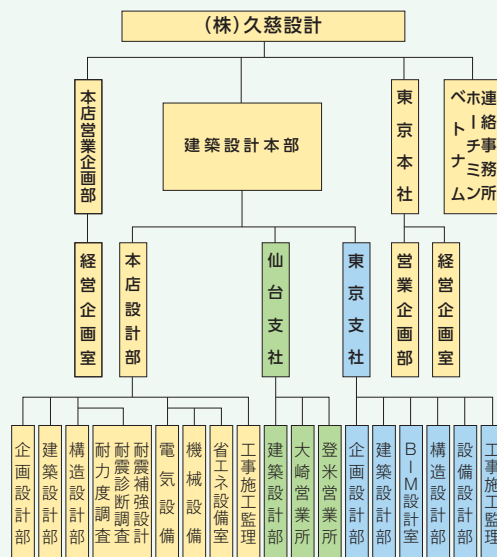 (株)久慈設計
本店営業企画部
建築設計本部
東京本社
ベトナム
ホーチミン
連絡事務所
経営企画室
本店設計部
仙台支社
東京支社
営業企画部
経営企画室
企画設計部
建築設計部
構造設計部
耐力度調査
耐震診断調査
耐震補強設計
電気設備
機械設備
省エネ設備室
工事施工監理
建築設計部
大崎営業所
登米営業所
企画設計部
建築設計部
BIM設計室
構造設計部
設備設計部
工事施工監理